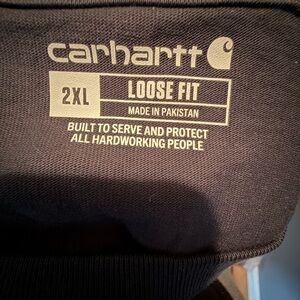 carhartt
2XL
LOOSE FIT
MADE IN PAKISTAN
BUILT TO SERVE AND PROTECT
ALL HARDWORKING PEOPLE